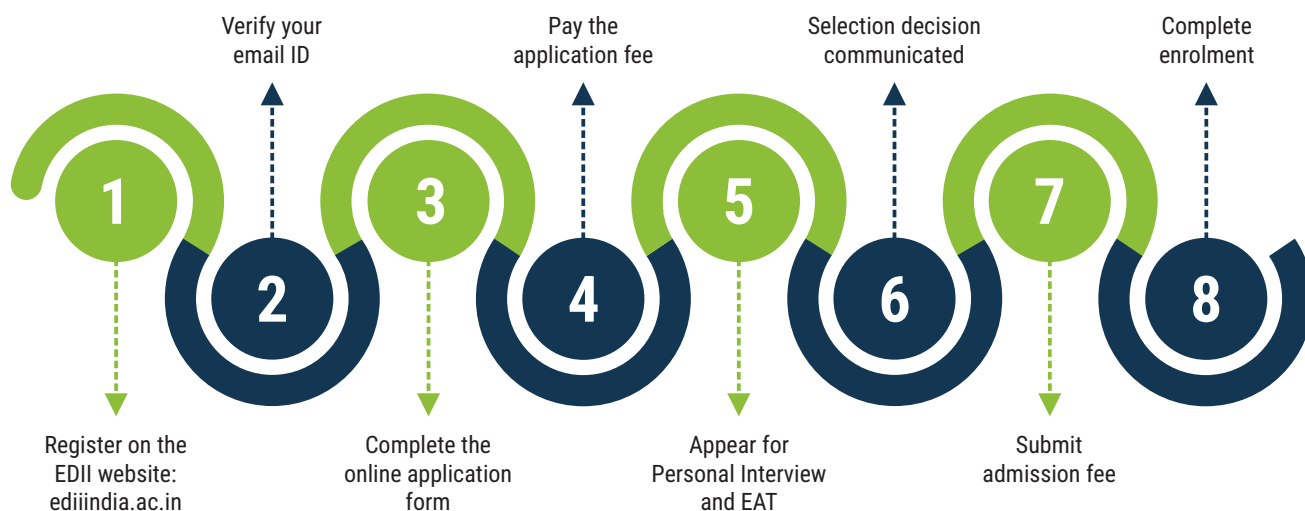 Verify your
email ID
Pay the
application fee
Selection decision
communicated
Complete
enrolment
1
2
3
4
5
6
7
8
Register on the
EDII website:
ediiindia.ac.in
Complete the
online application
form
Appear for
Personal Interview
and EAT
Submit
admission fee